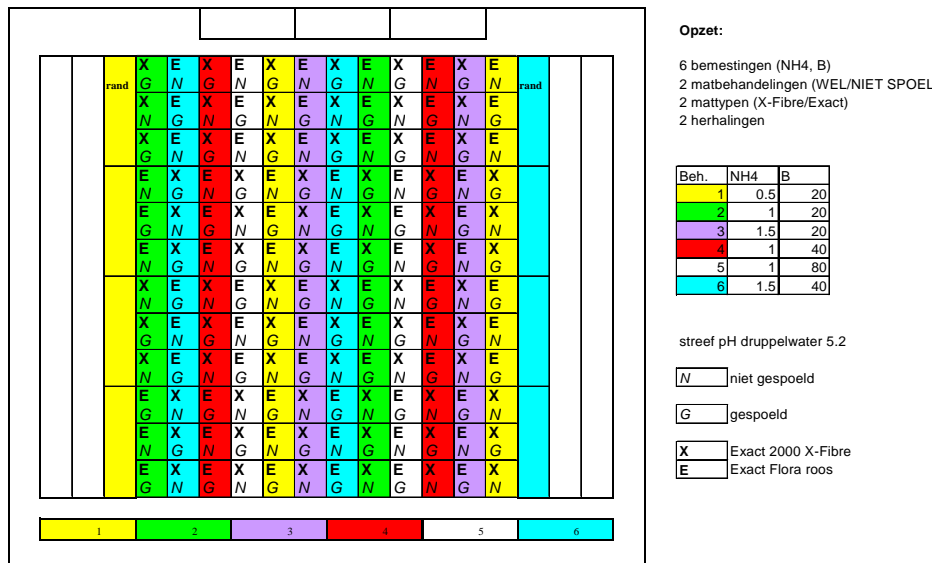 Opzet:
6 bemestingen (NH4, B)
2 matbehandelingen (WEL/NIET SPOEL
2 mattypen (X-Fibre/Exact)
2 herhalingen
X E X E X E X E X E X E
rand G N G N G N G N G N G N rand
X E X E X E X E X E X E
N G N G N G N G N G N G
X E X E X E X E X E X E
G N G N G N G N G N G N
E X E X E X E X E X E X
N G N G N G N G N G N G
E X E X E X E X E X E X
G N G N G N G N G N G N
E X E X E X E X E X E X
N G N G N G N G N G N G
X E X E X E X E X E X E
N G N G N G N G N G N G
X E X E X E X E X E X E
G N G N G N G N G N G N
X E X E X E X E X E X E
N G N G N G N G N G N G
E X E X E X E X E X E X
G N G N G N G N G N G N
E X E X E X E X E X E X
N G N G N G N G N G N G
E X E X E X E X E X E X
G N G N G N G N G N G N
1 2 3 4 5 6
Beh. NH4 B
1 0.5 20
2 1 20
3 1.5 20
4 1 40
5 1 80
6 1.5 40
streef pH druppelwater 5.2
N niet gespoeld
G gespoeld
X Exact 2000 X-Fibre
E Exact Flora roos